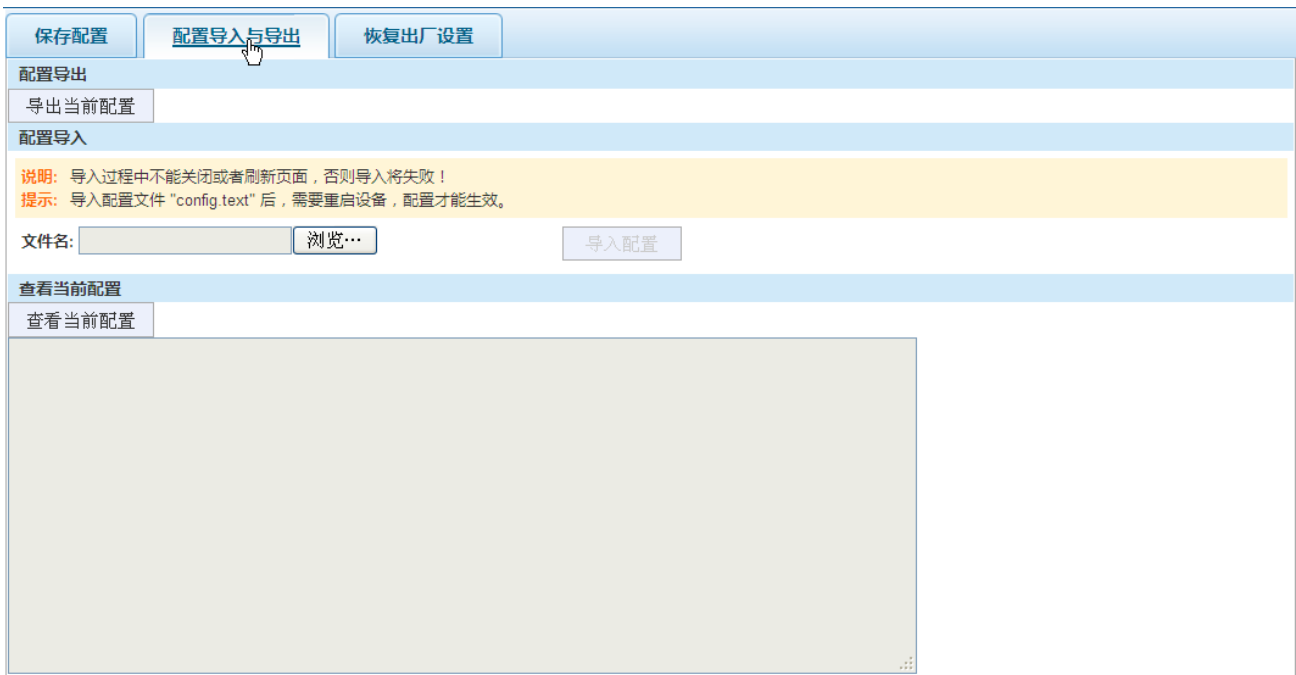 保存配置 配置导入与导出 恢复出厂设置
配置导出
导出当前配置
配置导入
说明: 导入过程中不能关闭或者刷新页面，否则导入将失败！
提示: 导入配置文件 "config.text" 后，需要重启设备，配置才能生效。
文件名: 浏览… 导入配置
查看当前配置
查看当前配置